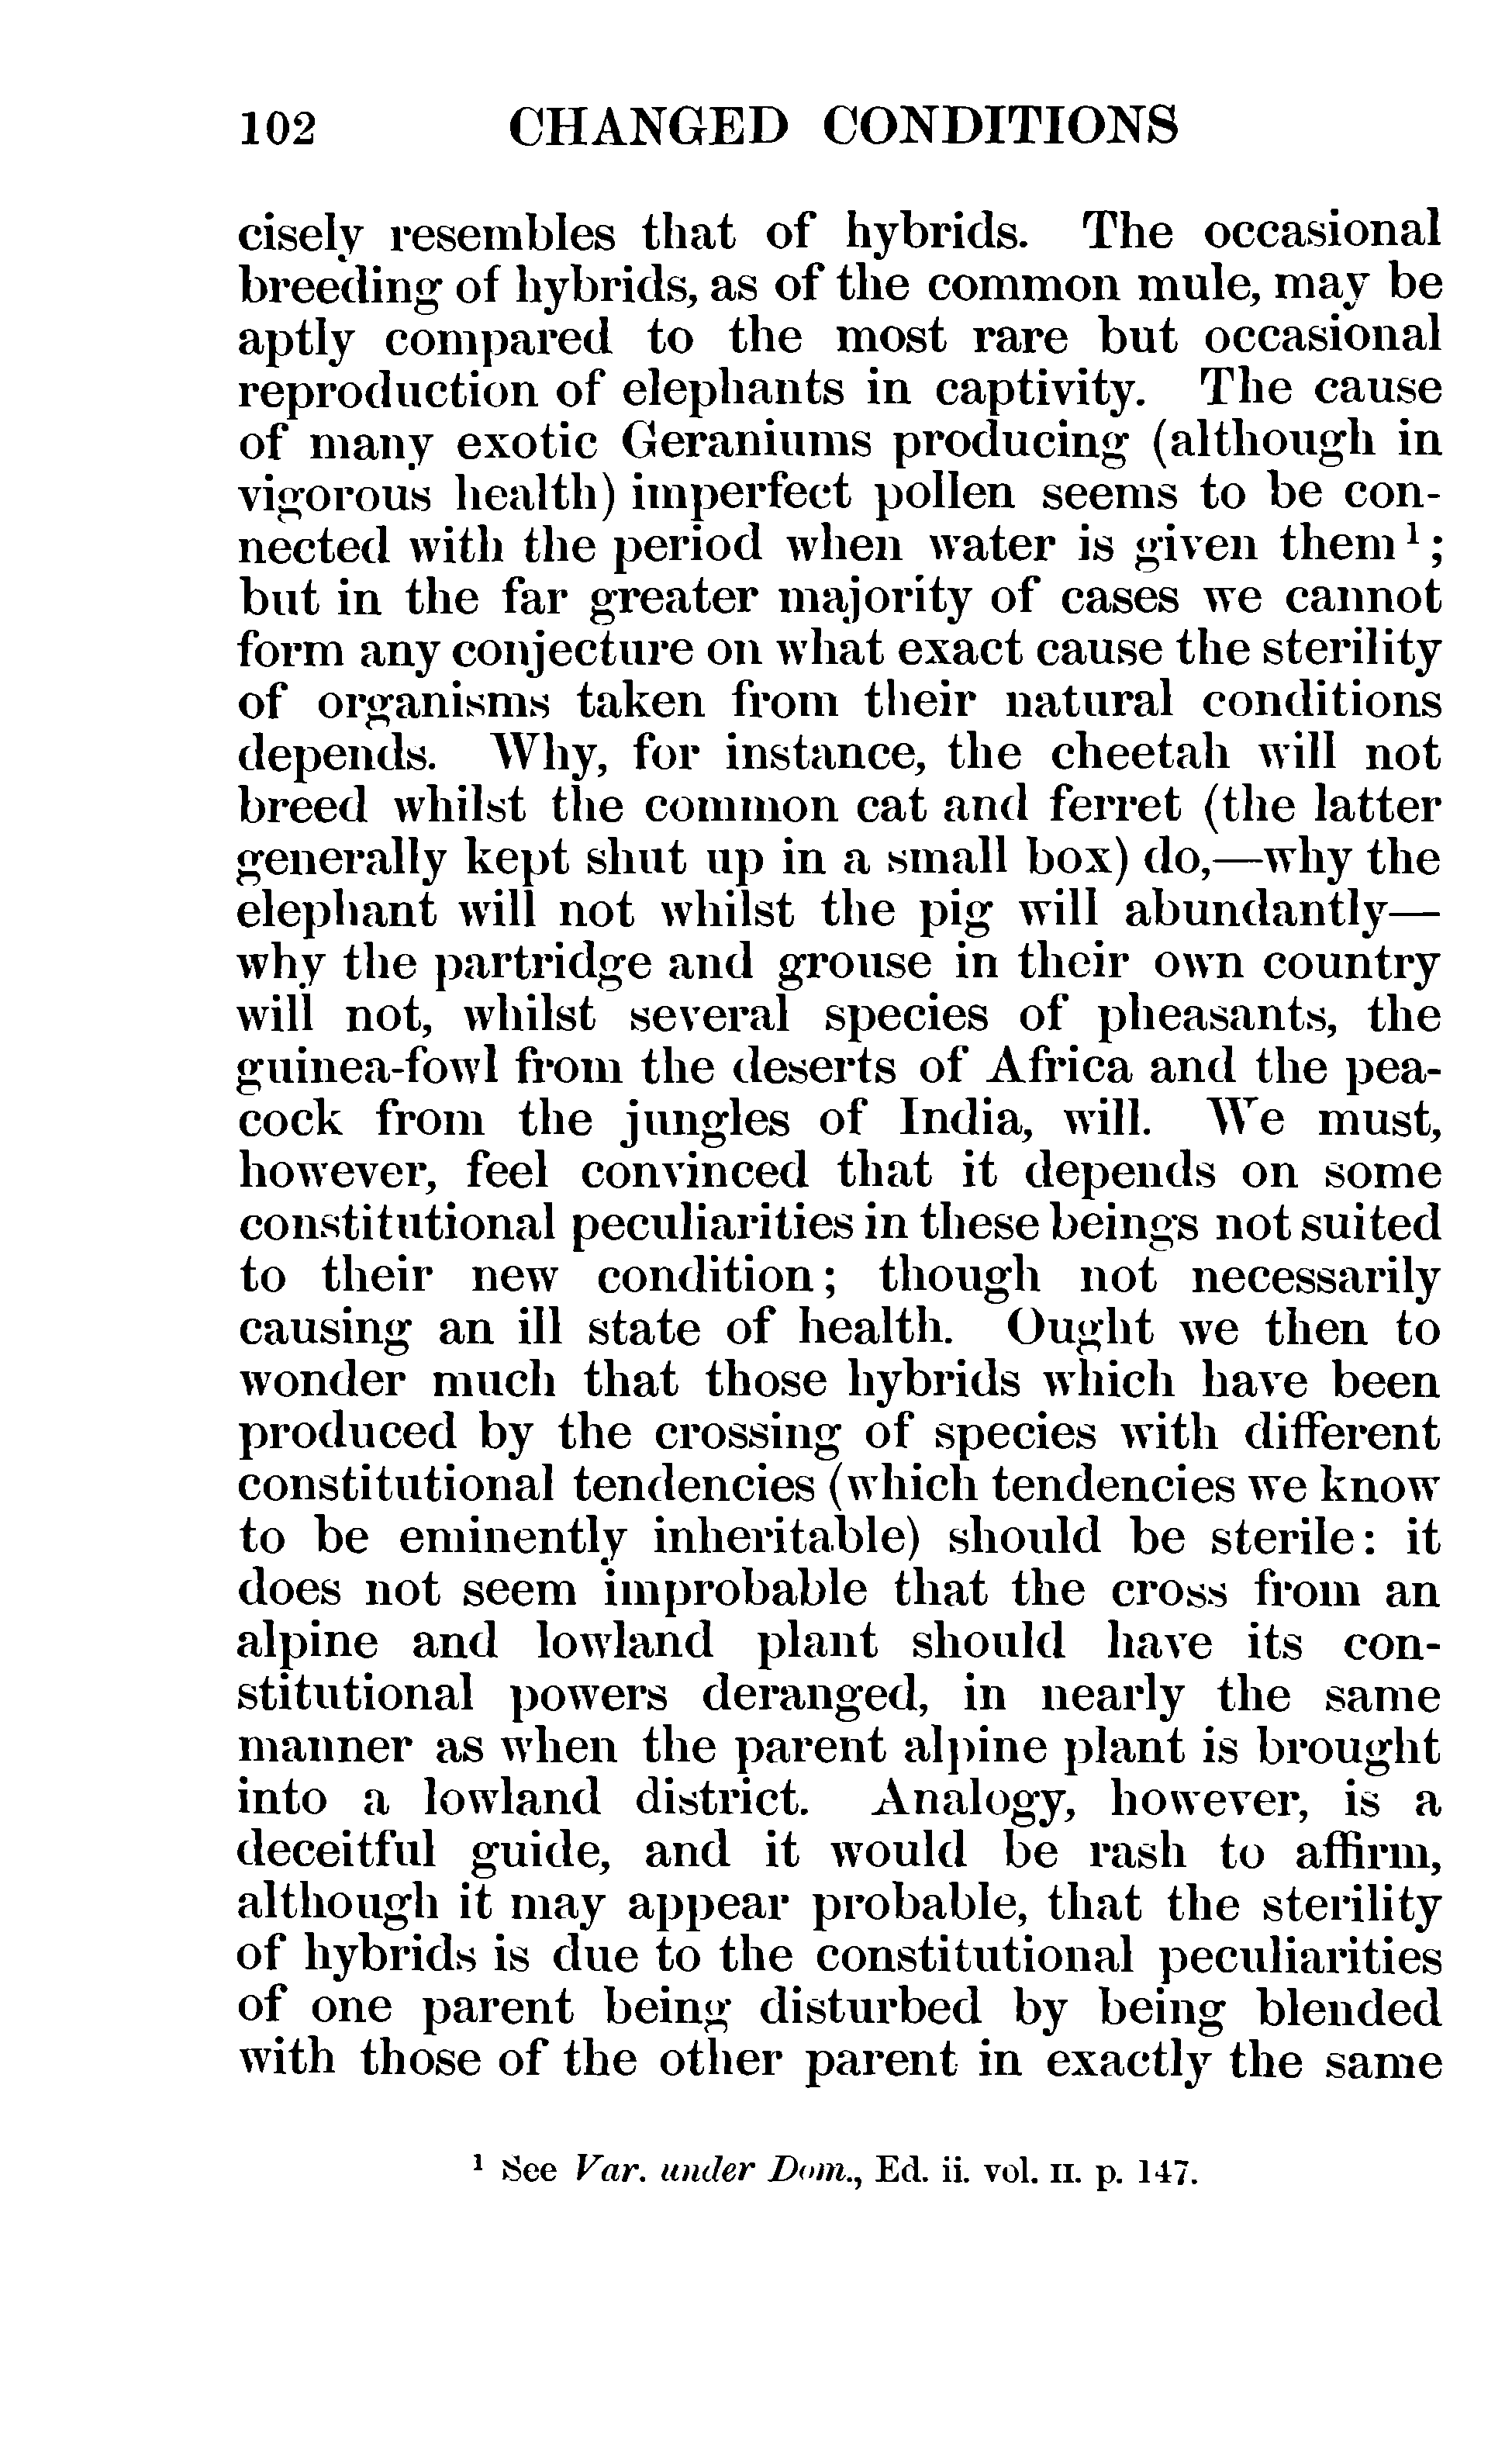 102 CHANGED CONDITIONS
cisely resembles that of hybrids. The occasional
breeding of hybrids, as of the common mule, may be
aptly compared to the most rare but occasional
reproduction of elephants in captivity. The cause
of many exotic Geraniums producing (although in
vigorous health) imperfect pollen seems to be con-
nected with the period when water is given them¹;
but in the far greater majority of cases we cannot
form any conjecture on what exact cause the sterility
of organisms taken from their natural conditions
depends. Why, for instance, the cheetah will not
breed whilst the common cat and ferret (the latter
generally kept shut up in a small box) do,—why the
elephant will not whilst the pig will abundantly—
why the partridge and grouse in their own country
will not, whilst several species of pheasants, the
guinea-fowl from the deserts of Africa and the pea-
cock from the jungles of India, will. We must,
however, feel convinced that it depends on some
constitutional peculiarities in these beings not suited
to their new condition; though not necessarily
causing an ill state of health. Ought we then to
wonder much that those hybrids which have been
produced by the crossing of species with different
constitutional tendencies (which tendencies we know
to be eminently inheritable) should be sterile: it
does not seem improbable that the cross from an
alpine and lowland plant should have its con-
stitutional powers deranged, in nearly the same
manner as when the parent alpine plant is brought
into a lowland district. Analogy, however, is a
deceitful guide, and it would be rash to affirm,
although it may appear probable, that the sterility
of hybrids is due to the constitutional peculiarities
of one parent being disturbed by being blended
with those of the other parent in exactly the same
¹ See Var. under Dom., Ed. ii. vol. II. p. 147.